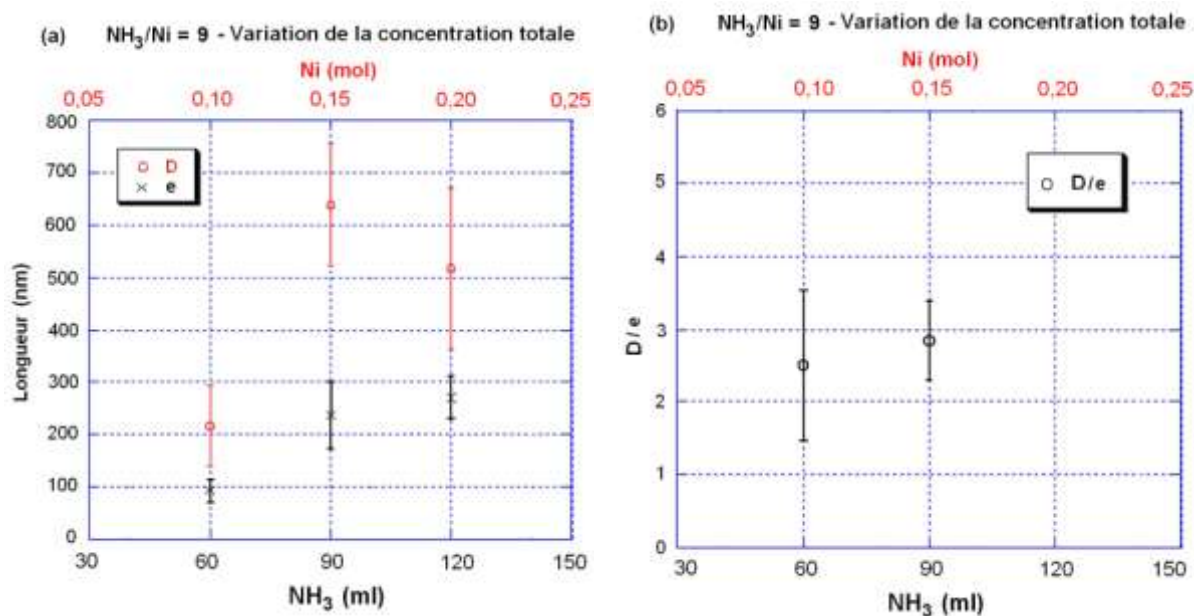 (a) NH₃/Ni = 9 - Variation de la concentration totale
Ni (mol)
0,05 0,10 0,15 0,20 0,25
800
700
600
500
400
300
200
100
0
Longueur (nm)
D
e
30 60 90 120 150
NH₃ (ml)
(b) NH₃/Ni = 9 - Variation de la concentration totale
Ni (mol)
0,05 0,10 0,15 0,20 0,25
6
5
4
3
2
1
0
D / e
D/e
30 60 90 120 150
NH₃ (ml)